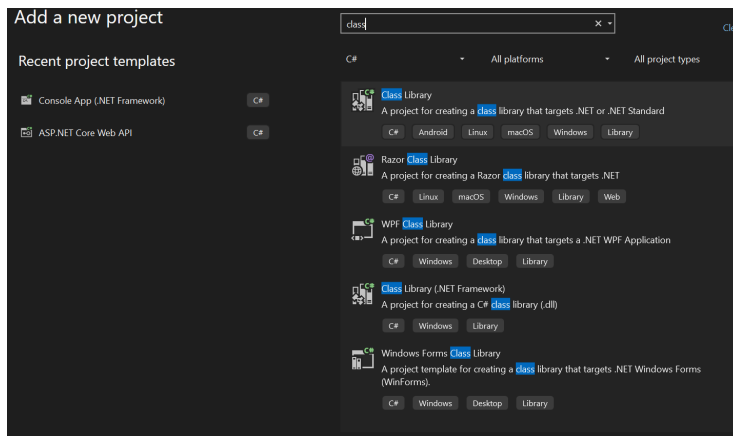 Add a new project
class
Cle
Recent project templates
C#
All platforms
All project types
Console App (.NET Framework)
C#
ASP.NET Core Web API
C#
Class Library
A project for creating a class library that targets .NET or .NET Standard
C# Android Linux macOS Windows Library
Razor Class Library
A project for creating a Razor class library that targets .NET
C# Linux macOS Windows Library Web
WPF Class Library
A project for creating a class library that targets a .NET WPF Application
C# Windows Desktop Library
Class Library (.NET Framework)
A project for creating a C# class library (.dll)
C# Windows Library
Windows Forms Class Library
A project template for creating a class library that targets .NET Windows Forms
(WinForms).
C# Windows Desktop Library